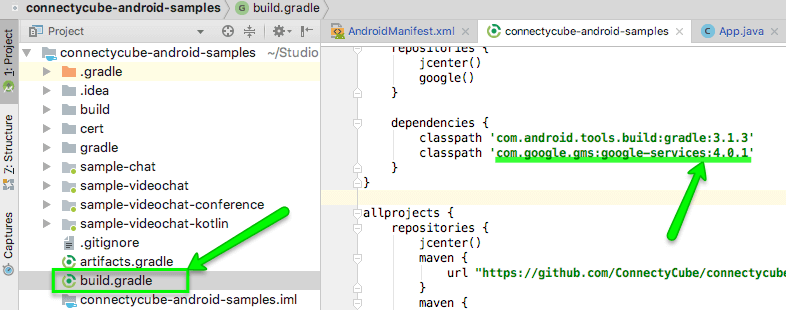 connectycube-android-samples
build.gradle
1: Project
7: Structure
Captures
Project
connectycube-android-samples ~/Studio
.gradle
.idea
build
cert
gradle
sample-chat
sample-videochat
sample-videochat-conference
sample-videochat-kotlin
.gitignore
artifacts.gradle
build.gradle
connectycube-android-samples.iml
AndroidManifest.xml
connectycube-android-samples
App.java
repositories {
jcenter()
google()
}
dependencies {
classpath 'com.android.tools.build:gradle:3.1.3'
classpath 'com.google.gms:google-services:4.0.1'
}
}
allprojects {
repositories {
jcenter()
maven {
url "https://github.com/ConnectyCube/connectycube
}
maven {